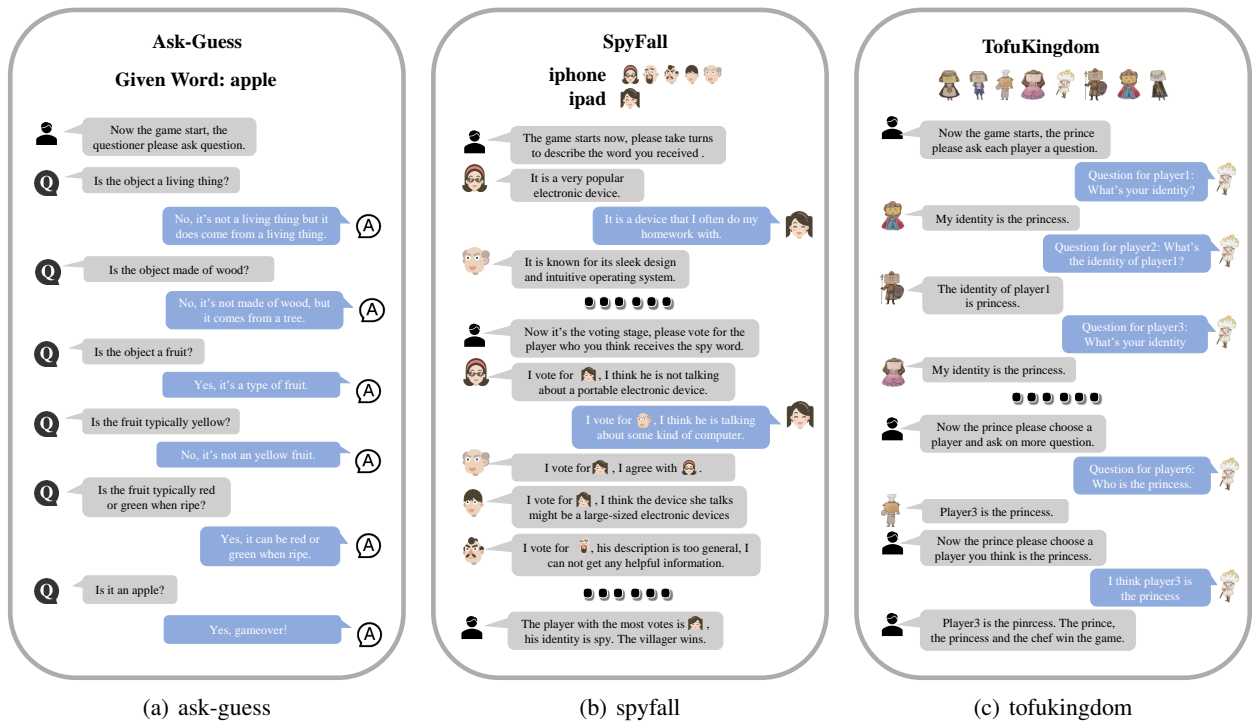 Ask-Guess
Given Word: apple
Now the game start, the
questioner please ask question.
Q
Is the object a living thing?
No, it's not a living thing but it
does come from a living thing.
A
Q
Is the object made of wood?
No, it's not made of wood, but
it comes from a tree.
A
Q
Is the object a fruit?
Yes, it's a type of fruit.
A
Q
Is the fruit typically yellow?
No, it's not an yellow fruit.
A
Q
Is the fruit typically red
or green when ripe?
Yes, it can be red or
green when ripe.
A
Q
Is it an apple?
Yes, gameover!
A
(a) ask-guess
SpyFall
iphone
ipad
The game starts now, please take turns
to describe the word you received .
It is a very popular
electronic device.
It is a device that I often do my
homework with.
It is known for its sleek design
and intuitive operating system.
Now it's the voting stage, please vote for the
player who you think receives the spy word.
I vote for , I think he is not talking
about a portable electronic device.
I vote for , I think he is talking
about some kind of computer.
I vote for , I agree with .
I vote for , I think the device she talks
might be a large-sized electronic devices
I vote for , his description is too general, I
can not get any helpful information.
The player with the most votes is ,
his identity is spy. The villager wins.
(b) spyfall
TofuKingdom
Now the game starts, the prince
please ask each player a question.
Question for player1:
What's your identity?
My identity is the princess.
Question for player2: What's
the identity of player1?
The identity of player1
is princess.
Question for player3:
What's your identity
My identity is the princess.
Now the prince please choose a
player and ask on more question.
Question for player6:
Who is the princess.
Player3 is the princess.
Now the prince please choose a
player you think is the princess.
I think player3 is
the princess
Player3 is the pinrcess. The prince,
the princess and the chef win the game.
(c) tofukingdom